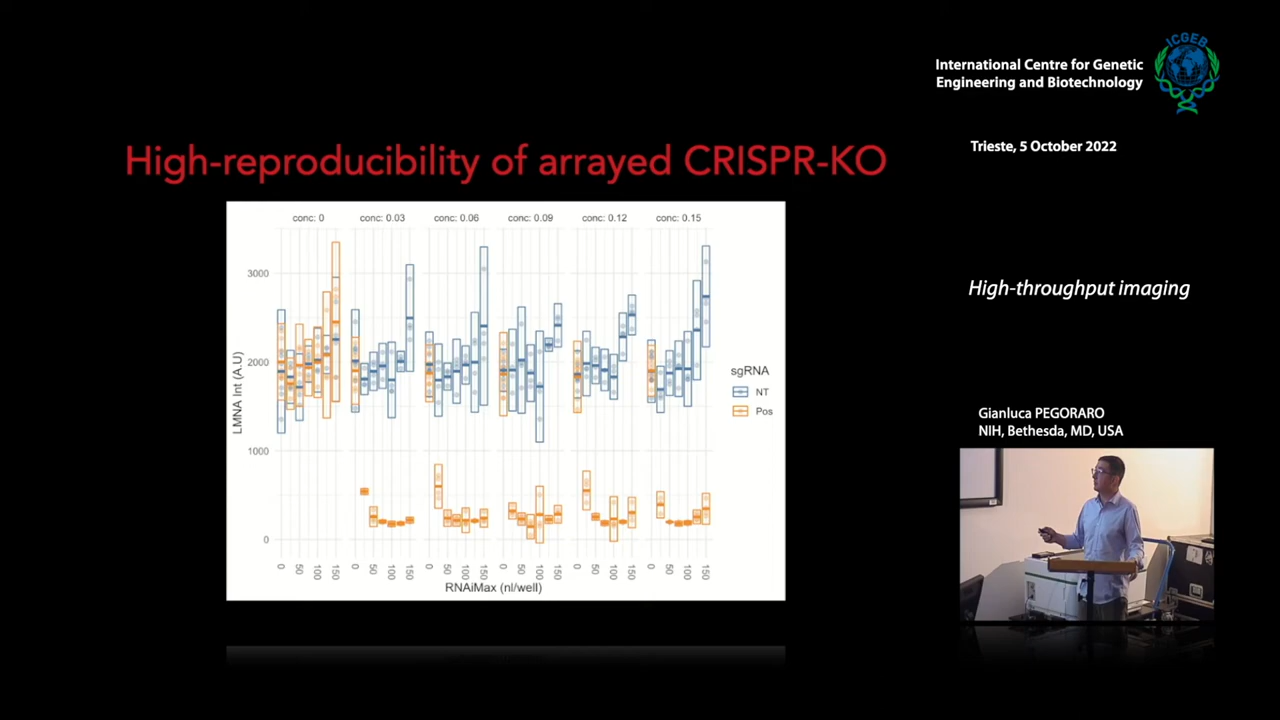 ICGEB
International Centre for Genetic
Engineering and Biotechnology
Trieste, 5 October 2022
High-reproducibility of arrayed CRISPR-KO
conc: 0 conc: 0.03 conc: 0.06 conc: 0.09 conc: 0.12 conc: 0.15
3000
2000
1000
0
LMNA Int (A.U)
0 50 100 150 0 50 100 150 0 50 100 150 0 50 100 150 0 50 100 150 0 50 100 150
RNAiMax (nl/well)
sgRNA
NT
Pos
High-throughput imaging
Gianluca PEGORARO
NIH, Bethesda, MD, USA